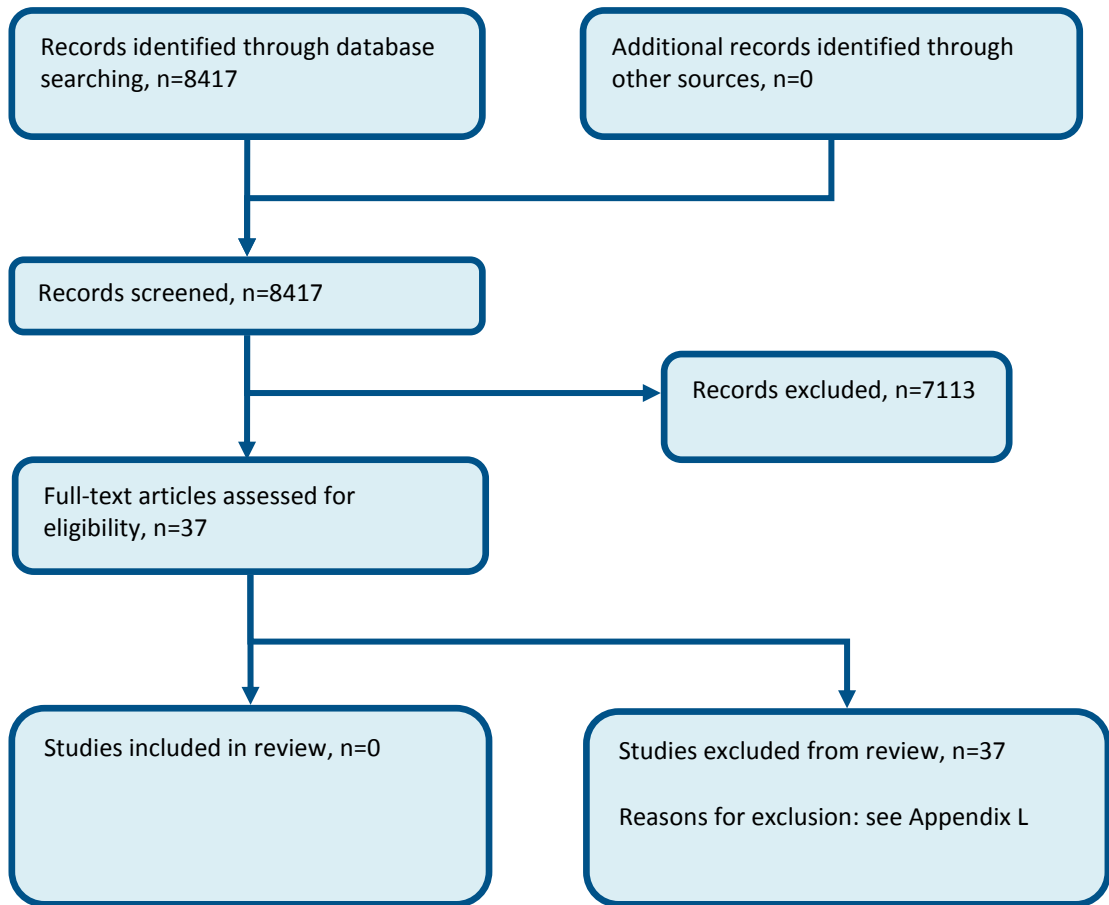 Records identified through database
searching, n=8417
Additional records identified through
other sources, n=0
Records screened, n=8417
Records excluded, n=7113
Full-text articles assessed for
eligibility, n=37
Studies included in review, n=0
Studies excluded from review, n=37
Reasons for exclusion: see Appendix L